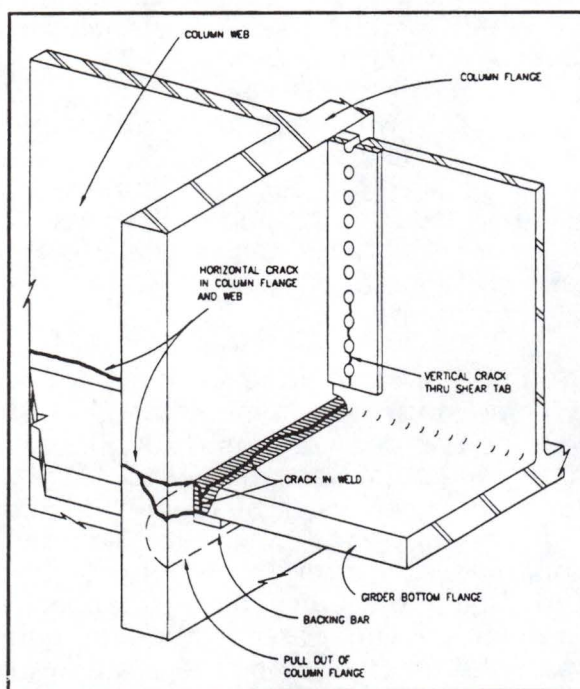 COLUMN WEB
COLUMN FLANGE
HORIZONTAL CRACK
IN COLUMN FLANGE
AND WEB
VERTICAL CRACK
THRU SHEAR TAB
CRACK IN WELD
GIRDER BOTTOM FLANGE
BACKING BAR
PULL OUT OF
COLUMN FLANGE